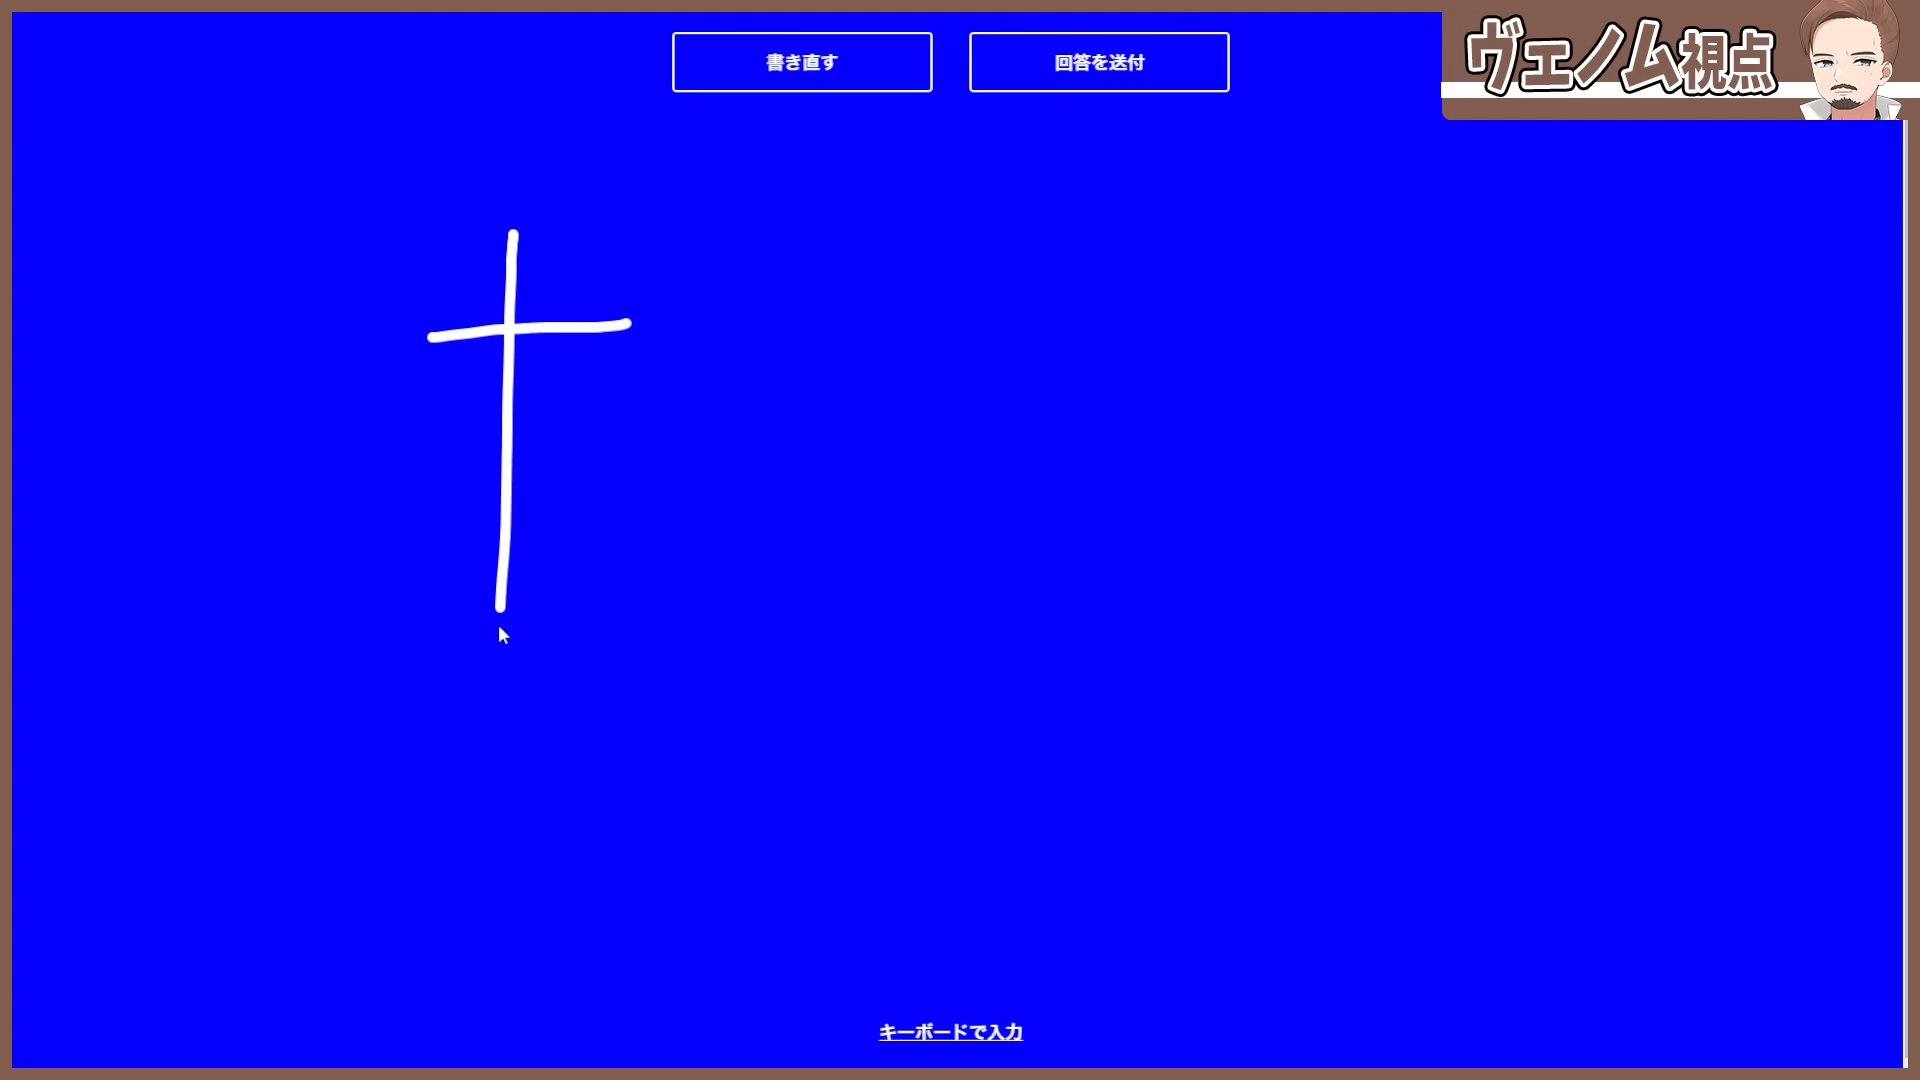 書き直す
回答を送付
ヴェノム視点
キーボードで入力